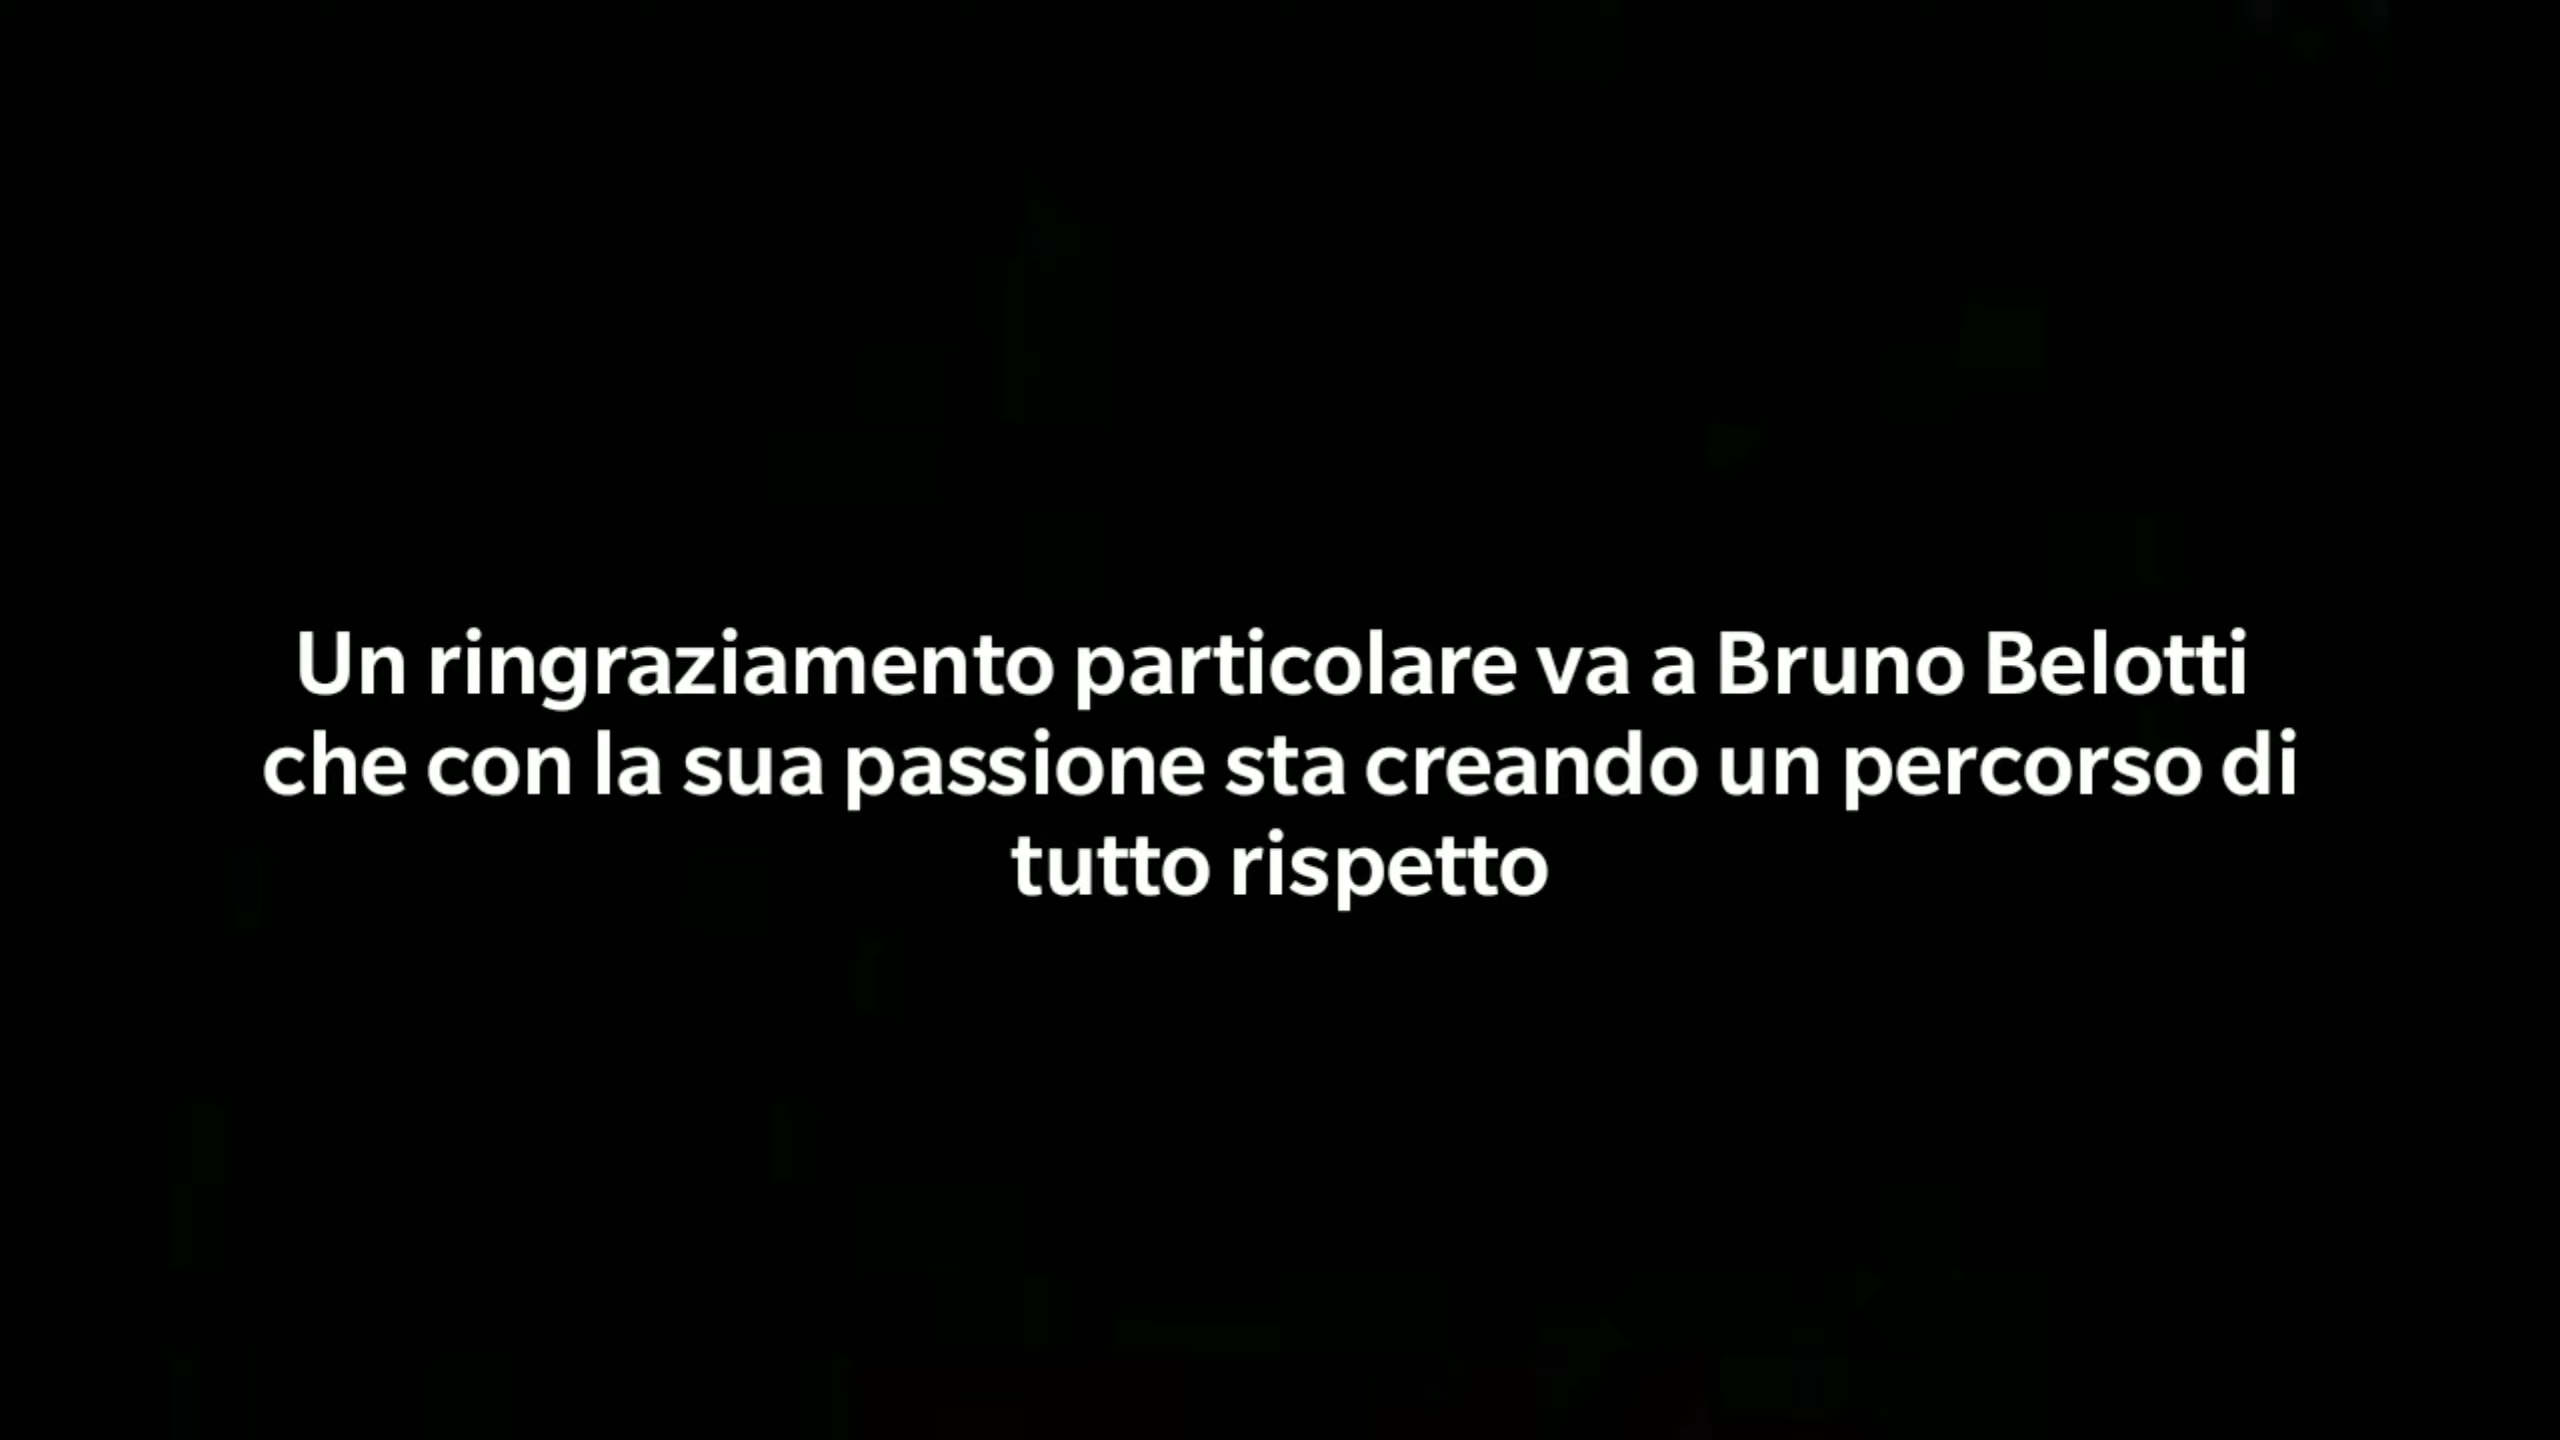 Un ringraziamento particolare va a Bruno Belotti
che con la sua passione sta creando un percorso di
tutto rispetto